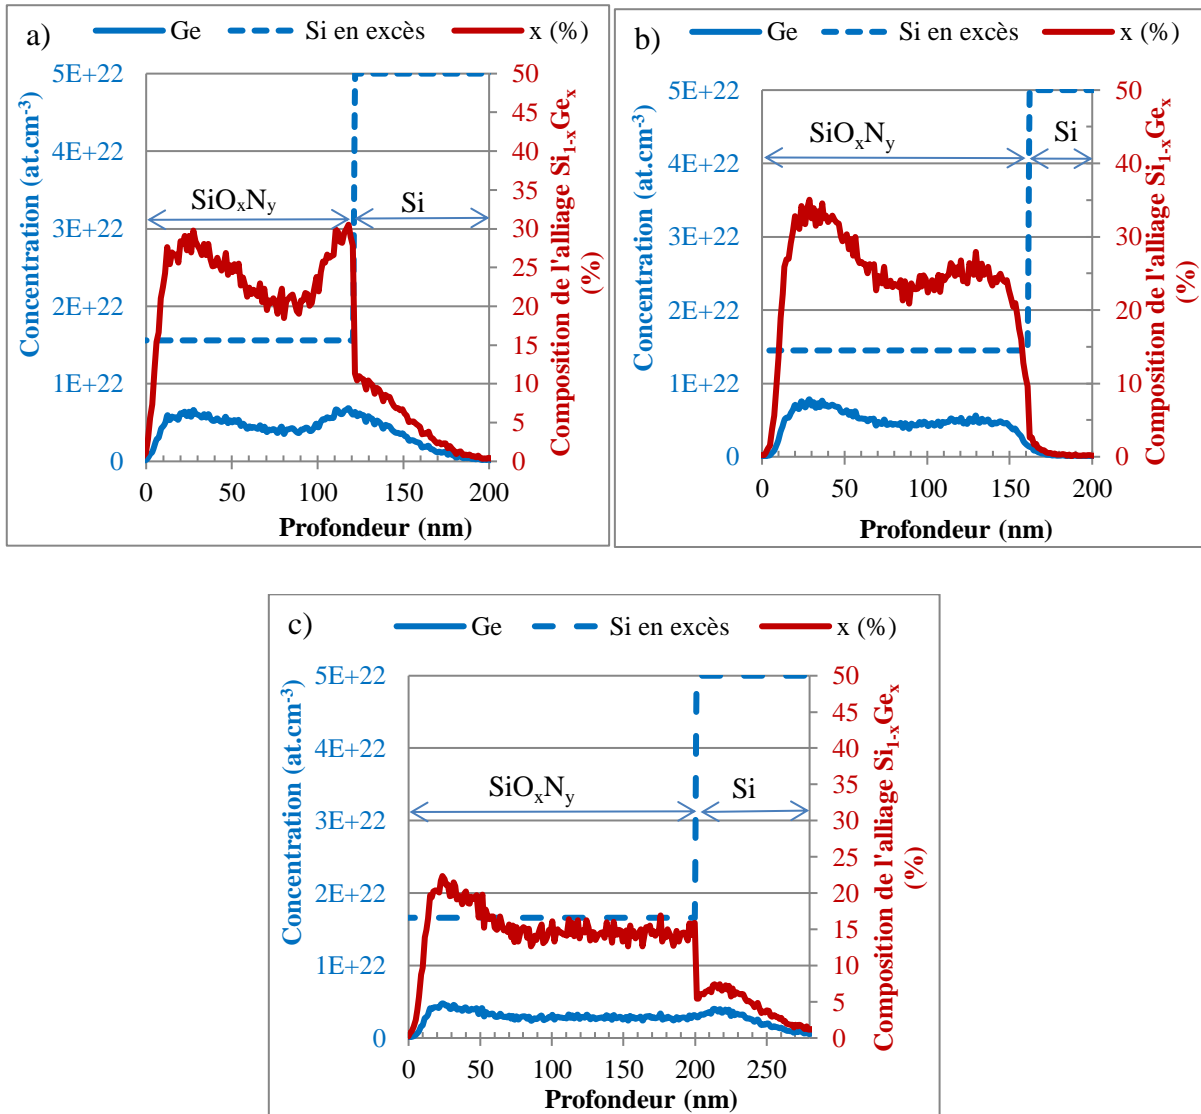 a)
Ge Si en excès x (%)
Concentration (at.cm-3)
5E+22
4E+22
3E+22
2E+22
1E+22
0
SiOxNy
Si
50
45
40
35
30
25
20
15
10
5
0
Composition de l'alliage Si1-xGex
(%)
0 50 100 150 200
Profondeur (nm)
b)
Ge Si en excès x (%)
Concentration (at.cm-3)
5E+22
4E+22
3E+22
2E+22
1E+22
0
SiOxNy
Si
50
40
30
20
10
0
Composition de l'alliage Si1-xGex
(%)
0 50 100 150 200
Profondeur (nm)
c)
Ge Si en excès x (%)
Concentration (at.cm-3)
5E+22
4E+22
3E+22
2E+22
1E+22
0
SiOxNy
Si
50
45
40
35
30
25
20
15
10
5
0
Composition de l'alliage Si1-xGex
(%)
0 50 100 150 200 250
Profondeur (nm)